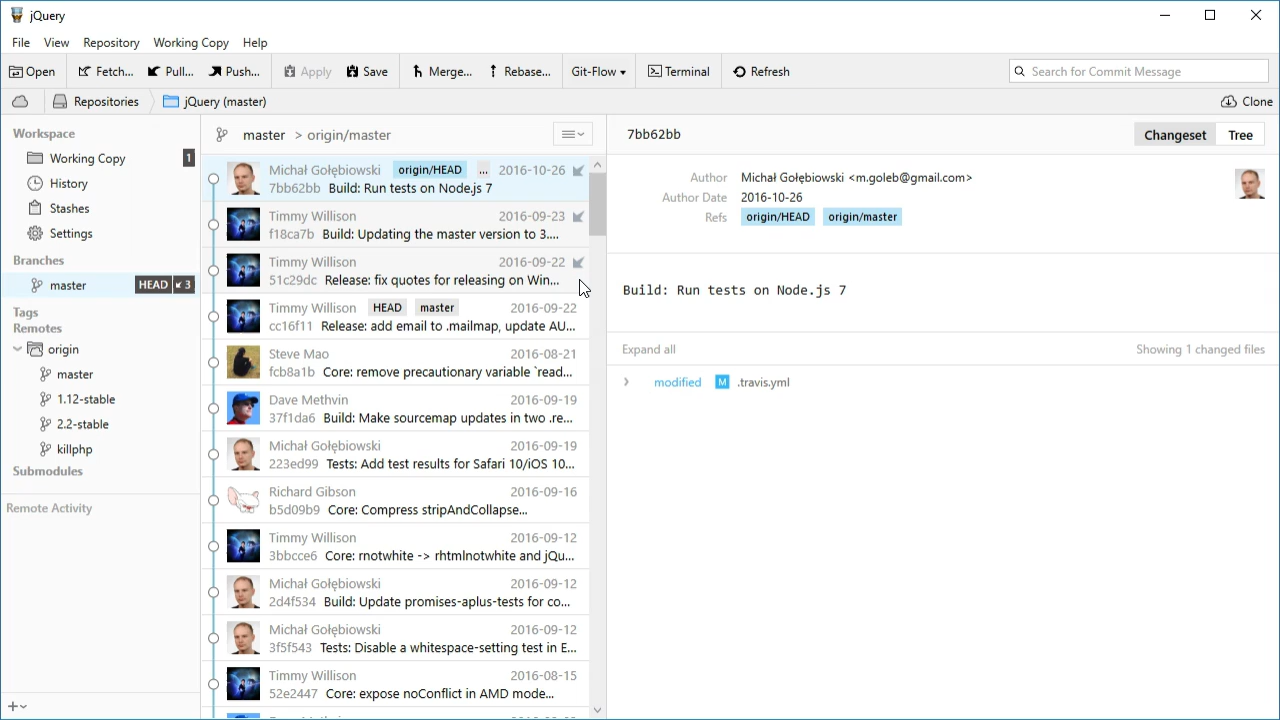 jQuery
File View Repository Working Copy Help
Open Fetch... Pull... Push... Apply Save Merge... Rebase... Git-Flow Terminal Refresh Search for Commit Message
Repositories jQuery (master) Clone
Workspace
Working Copy 1
History
Stashes
Settings
Branches
master HEAD 3
Tags
Remotes
origin
master
1.12-stable
2.2-stable
killphp
Submodules
Remote Activity
master > origin/master
Michał Gołębiowski origin/HEAD ... 2016-10-26
7bb62bb Build: Run tests on Node.js 7
Timmy Willison 2016-09-23
f18ca7b Build: Updating the master version to 3....
Timmy Willison 2016-09-22
51c29dc Release: fix quotes for releasing on Win...
Timmy Willison HEAD master 2016-09-22
cc16f11 Release: add email to .mailmap, update AU...
Steve Mao 2016-08-21
fcb8a1b Core: remove precautionary variable `read...
Dave Methvin 2016-09-19
37f1da6 Build: Make sourcemap updates in two .re...
Michał Gołębiowski 2016-09-19
223ed99 Tests: Add test results for Safari 10/iOS 10...
Richard Gibson 2016-09-16
b5d09b9 Core: Compress stripAndCollapse...
Timmy Willison 2016-09-12
3bbcce6 Core: rnotwhite -> rhtmlnotwhite and jQu...
Michał Gołębiowski 2016-09-12
2d4f534 Build: Update promises-aplus-tests for co...
Michał Gołębiowski 2016-09-12
3f5f543 Tests: Disable a whitespace-setting test in E...
Timmy Willison 2016-08-15
52e2447 Core: expose noConflict in AMD mode...
7bb62bb Changeset Tree
Author Michał Gołębiowski <m.goleb@gmail.com>
Author Date 2016-10-26
Refs origin/HEAD origin/master
Build: Run tests on Node.js 7
Expand all Showing 1 changed files
modified M .travis.yml